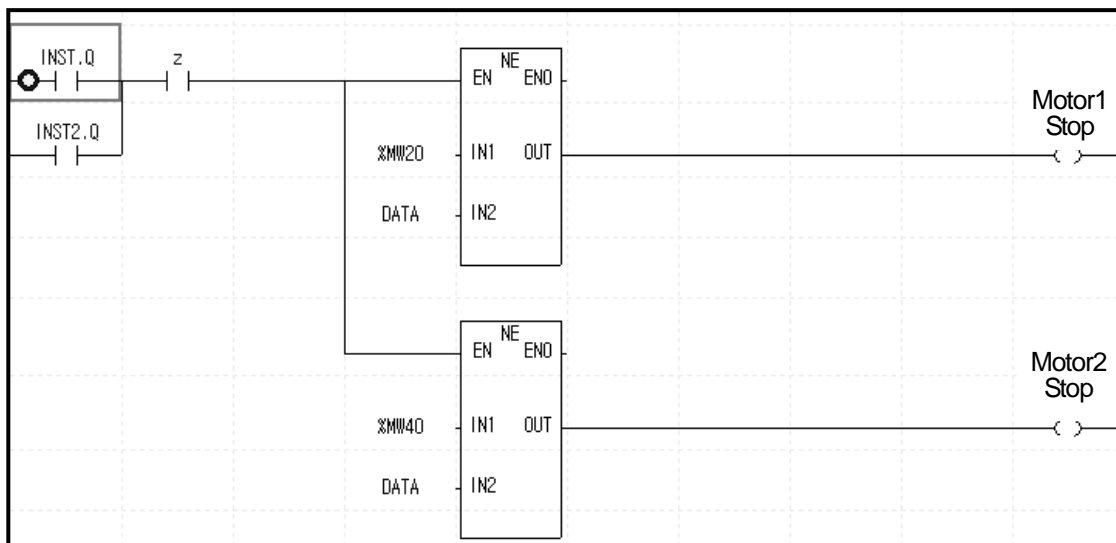 INST.Q
z
NE
EN ENO
Motor1
Stop
INST2.Q
%MW20 IN1 OUT
DATA IN2
NE
EN ENO
Motor2
Stop
%MW40 IN1 OUT
DATA IN2